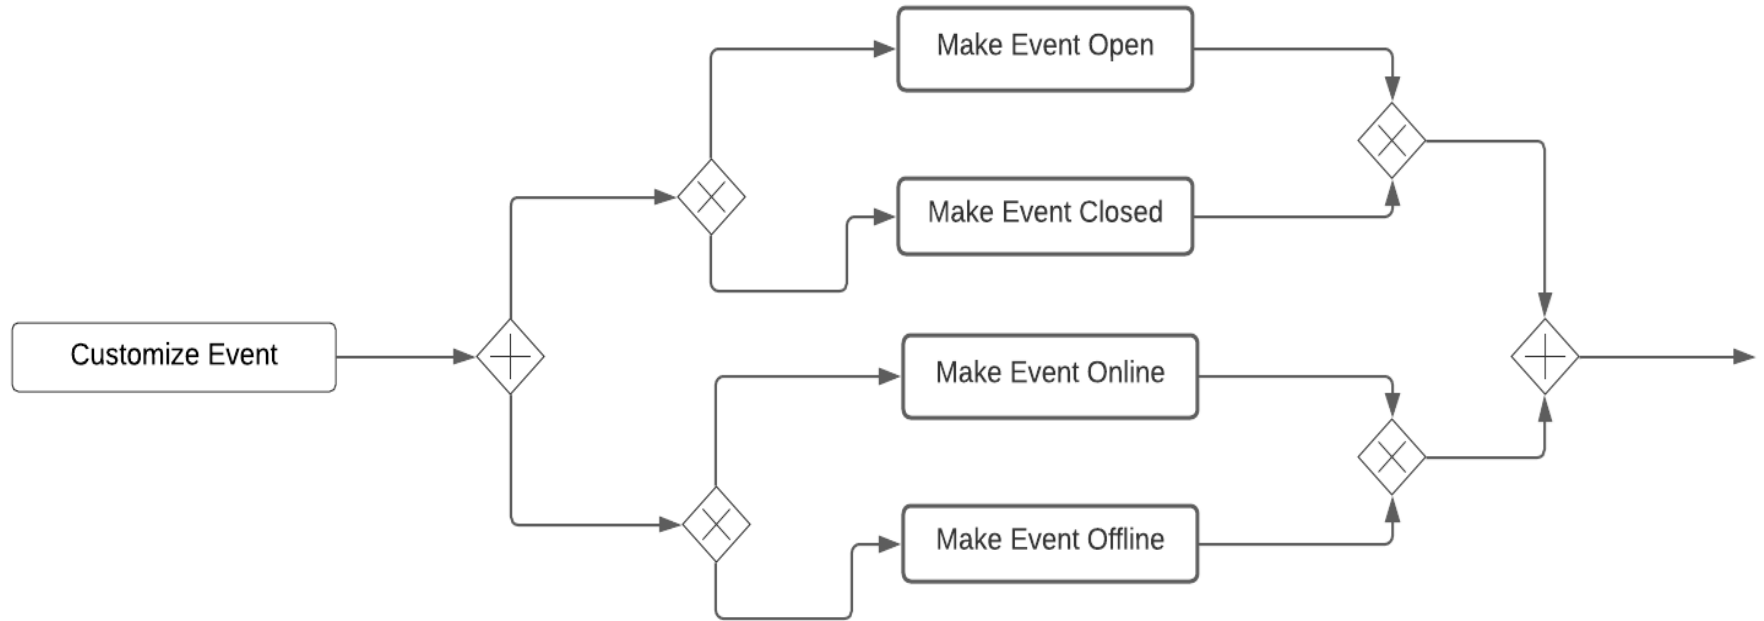 Make Event Open
Make Event Closed
Customize Event
Make Event Online
Make Event Offline